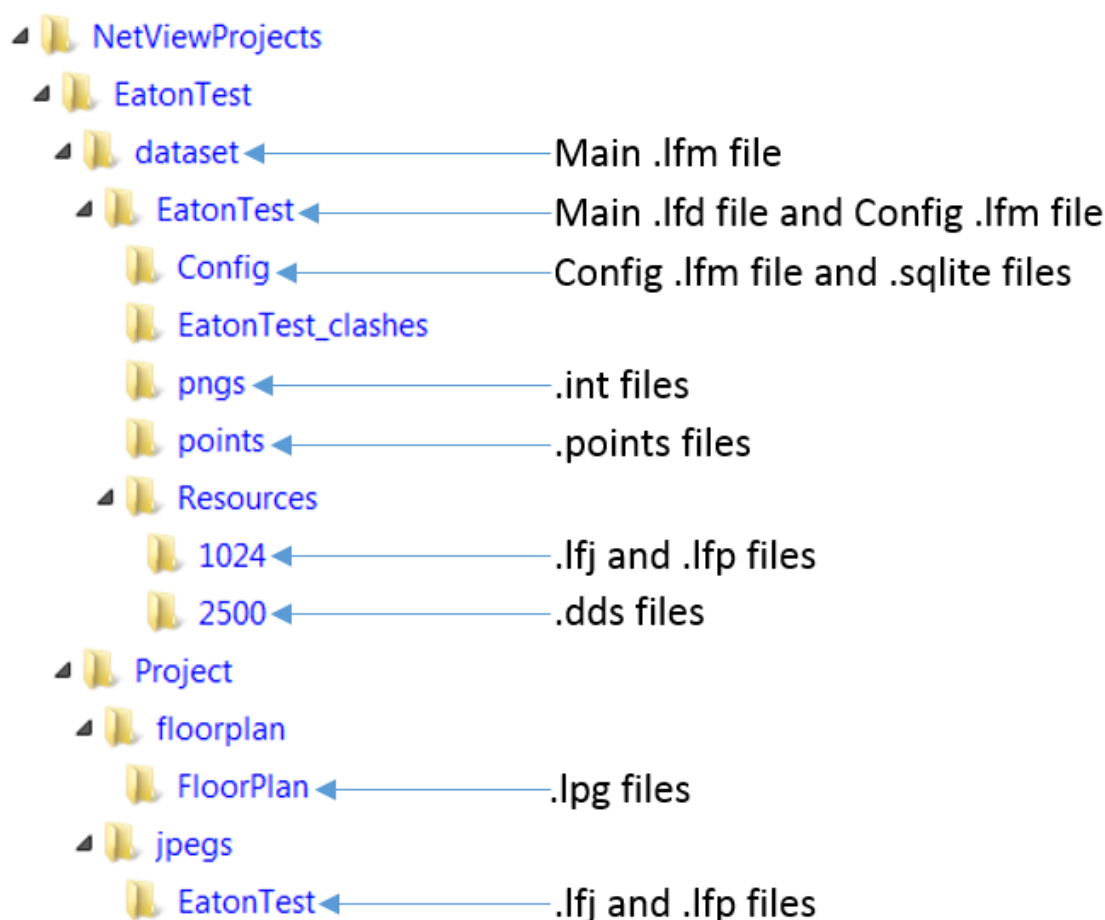 NetViewProjects
EatonTest
dataset Main .lfm file
EatonTest Main .lfd file and Config .lfm file
Config Config .lfm file and .sqlite files
EatonTest_clashes
pngs .int files
points .points files
Resources
1024 .lfj and .lfp files
2500 .dds files
Project
floorplan
FloorPlan .lpg files
jpegs
EatonTest .lfj and .lfp files